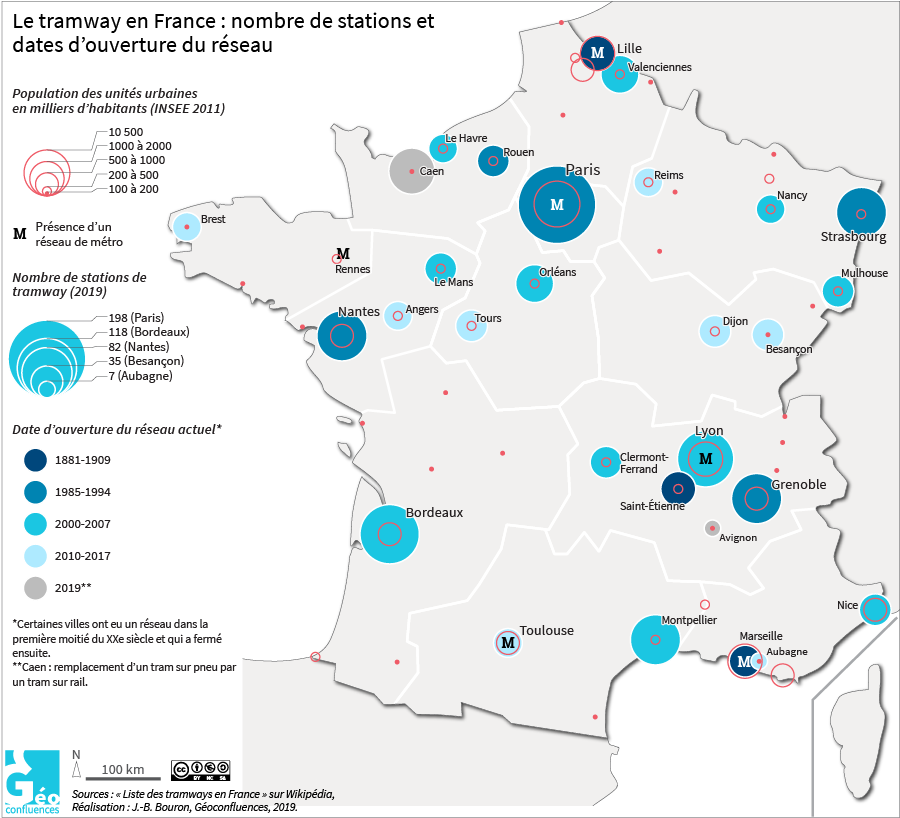 Le tramway en France : nombre de stations et
dates d’ouverture du réseau
Population des unités urbaines
en milliers d’habitants (INSEE 2011)
10 500
1000 à 2000
500 à 1000
200 à 500
100 à 200
M Présence d’un
réseau de métro
Nombre de stations de
tramway (2019)
198 (Paris)
118 (Bordeaux)
82 (Nantes)
35 (Besançon)
7 (Aubagne)
Date d’ouverture du réseau actuel*
1881-1909
1985-1994
2000-2007
2010-2017
2019**
*Certaines villes ont eu un réseau dans la
première moitié du XXe siècle et qui a fermé
ensuite.
**Caen : remplacement d’un tram sur pneu par
un tram sur rail.
M
Lille
Valenciennes
Le Havre
Rouen
Caen
Paris
M
Reims
Nancy
Strasbourg
Brest
M
Rennes
Le Mans
Orléans
Mulhouse
Nantes
Angers
Tours
Dijon
Besançon
Lyon
M
Clermont-
Ferrand
Saint-Étienne
Grenoble
Bordeaux
Avignon
Nice
Montpellier
Toulouse
M
Marseille
Aubagne
M
Géo
confluences
N
100 km
cc
BY NC SA
Sources : « Liste des tramways en France » sur Wikipédia,
Réalisation : J.-B. Bouron, Géoconfluences, 2019.